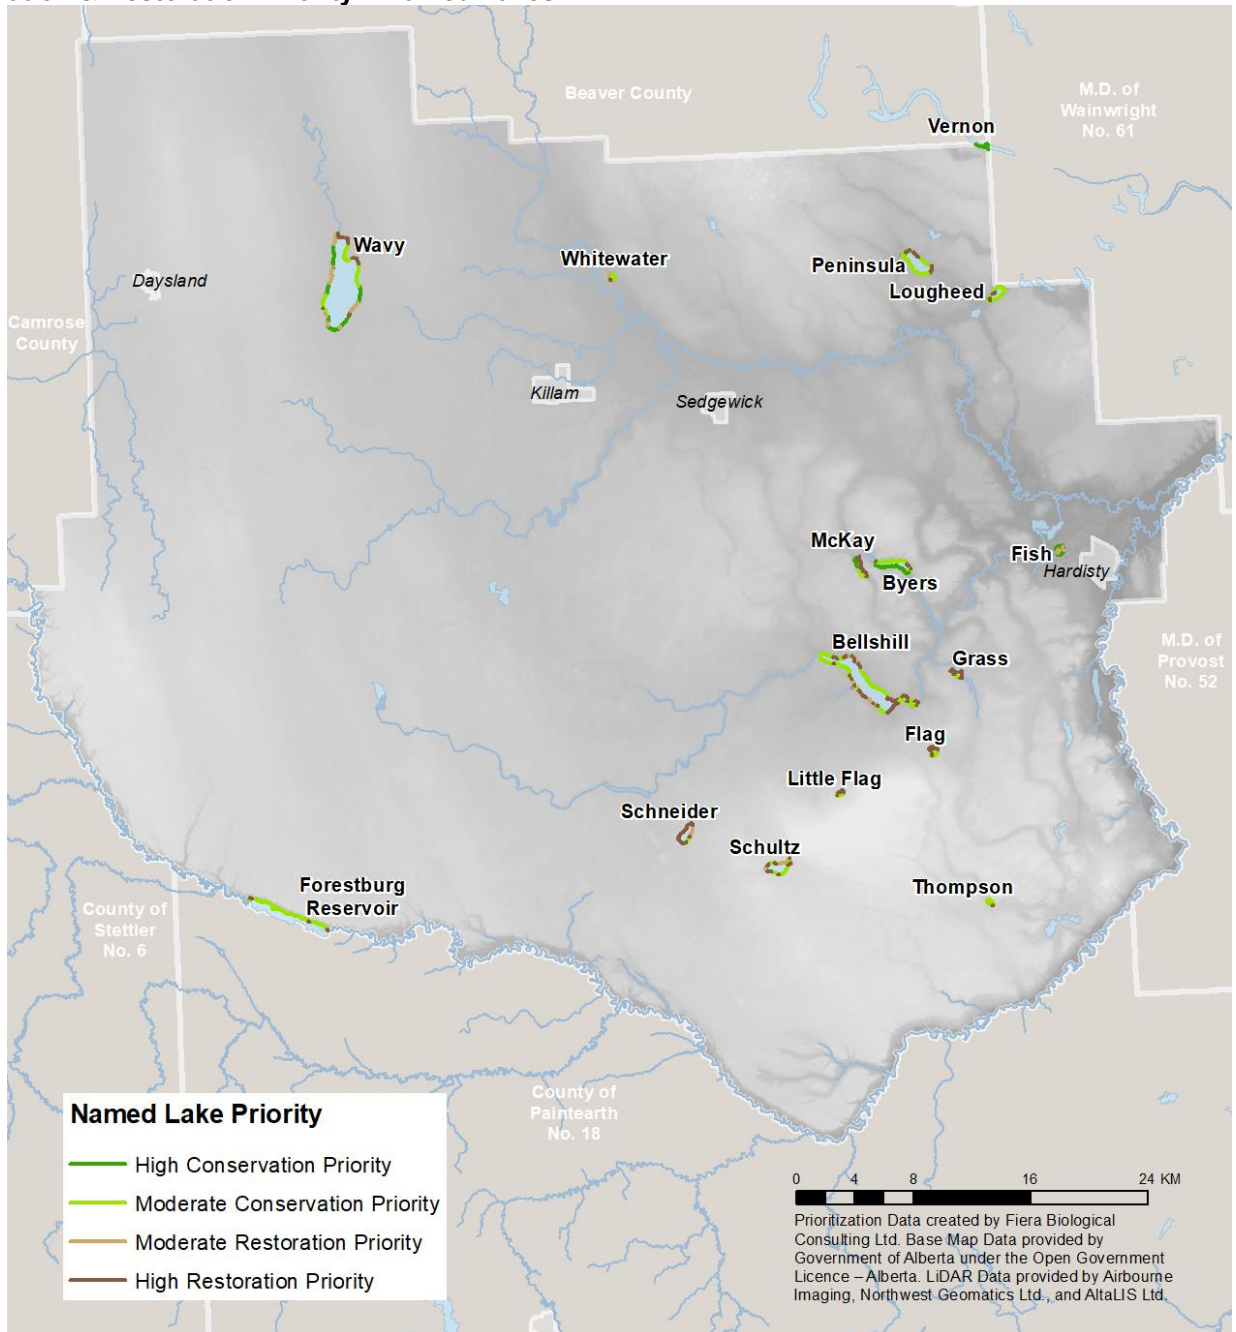 Beaver County
M.D. of
Wainwright
No. 61
Vernon
Wavy
Whitewater
Peninsula
Lougheed
Daysland
Camrose
County
Killam
Sedgewick
McKay
Byers
Fish
Hardisty
Bellshill
Grass
M.D. of
Provost
No. 52
Flag
Little Flag
Schneider
Schultz
Thompson
Forestburg
Reservoir
County of
Stettler
No. 6
County of
Paintearth
No. 18
Named Lake Priority
High Conservation Priority
Moderate Conservation Priority
Moderate Restoration Priority
High Restoration Priority
0 4 8 16 24 KM
Prioritization Data created by Fiera Biological
Consulting Ltd. Base Map Data provided by
Government of Alberta under the Open Government
Licence – Alberta. LiDAR Data provided by Airbourne
Imaging, Northwest Geomatics Ltd., and AltaLIS Ltd.